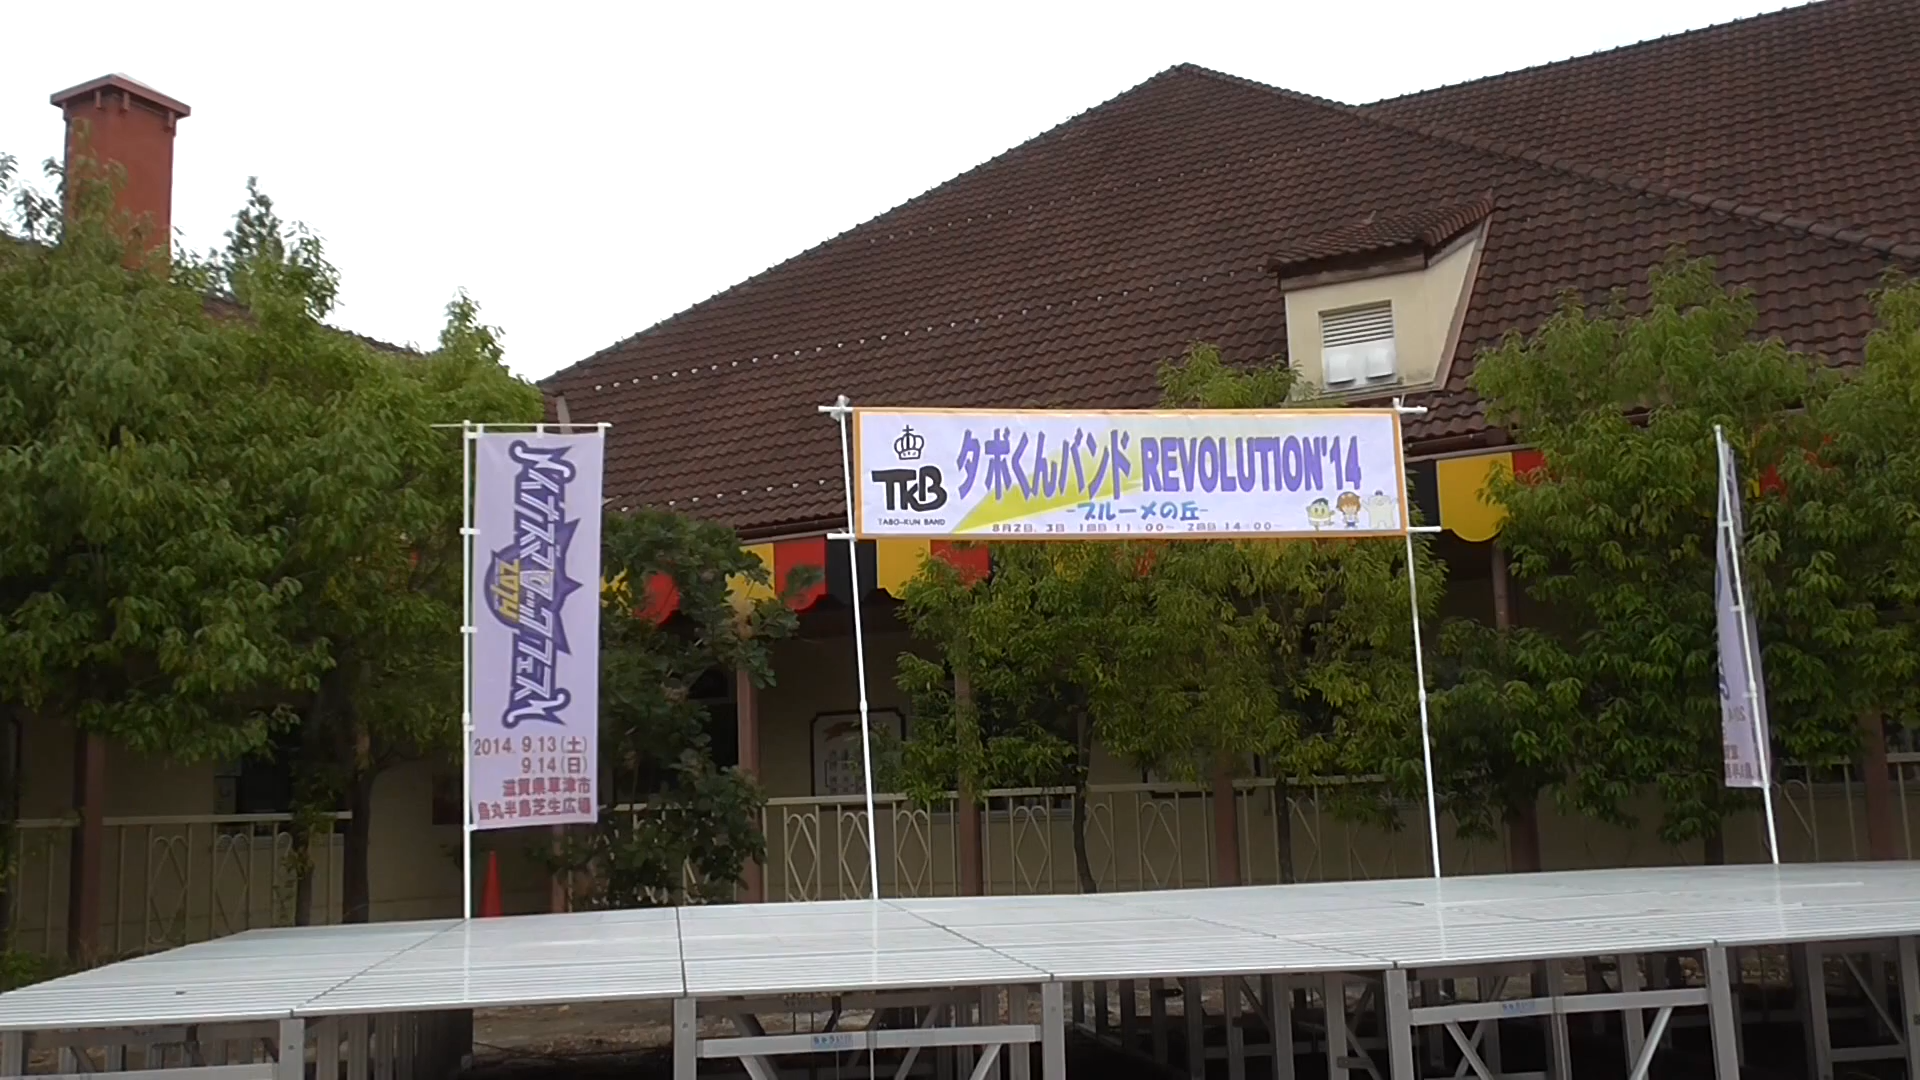 イナズマロックフェス
2014
2014. 9.13(土)
9.14(日)
滋賀県草津市
烏丸半島芝生広場
TKB
TABO-KUN BAND
タボくんバンド REVOLUTION'14
-ブルーメの丘-
8月2日、3日 1回目 11:00〜 2回目 14:00〜